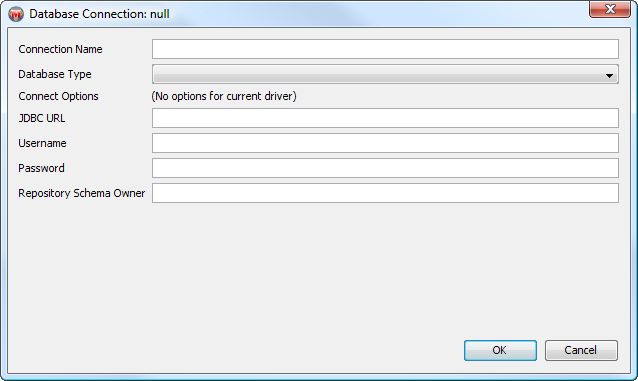 Database Connection: null
Connection Name
Database Type
Connect Options (No options for current driver)
JDBC URL
Username
Password
Repository Schema Owner
OK Cancel